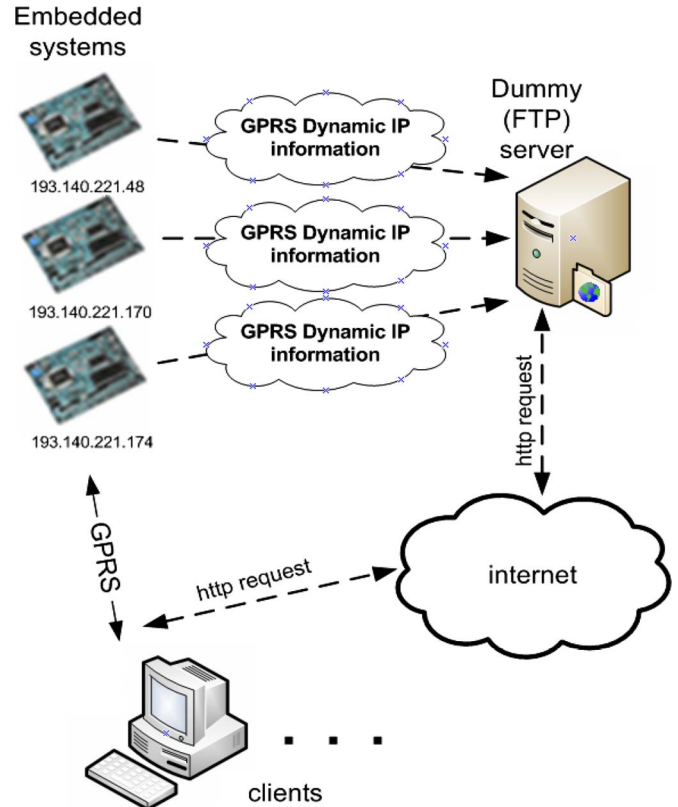 Embedded
systems
Dummy
(FTP)
server
GPRS Dynamic IP
information
193.140.221.48
GPRS Dynamic IP
information
193.140.221.170
GPRS Dynamic IP
information
193.140.221.174
http request
GPRS
http request
internet
clients